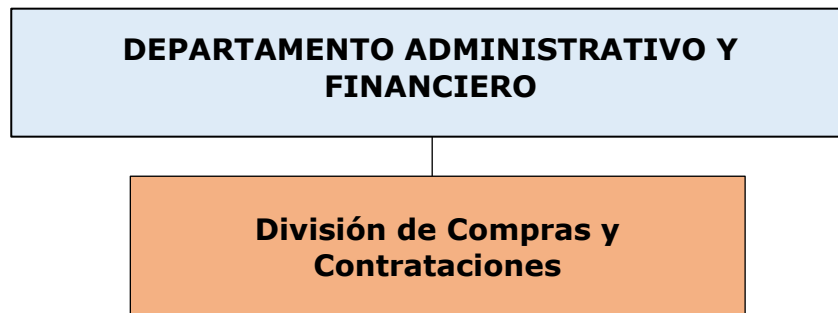 DEPARTAMENTO ADMINISTRATIVO Y
FINANCIERO
División de Compras y
Contrataciones